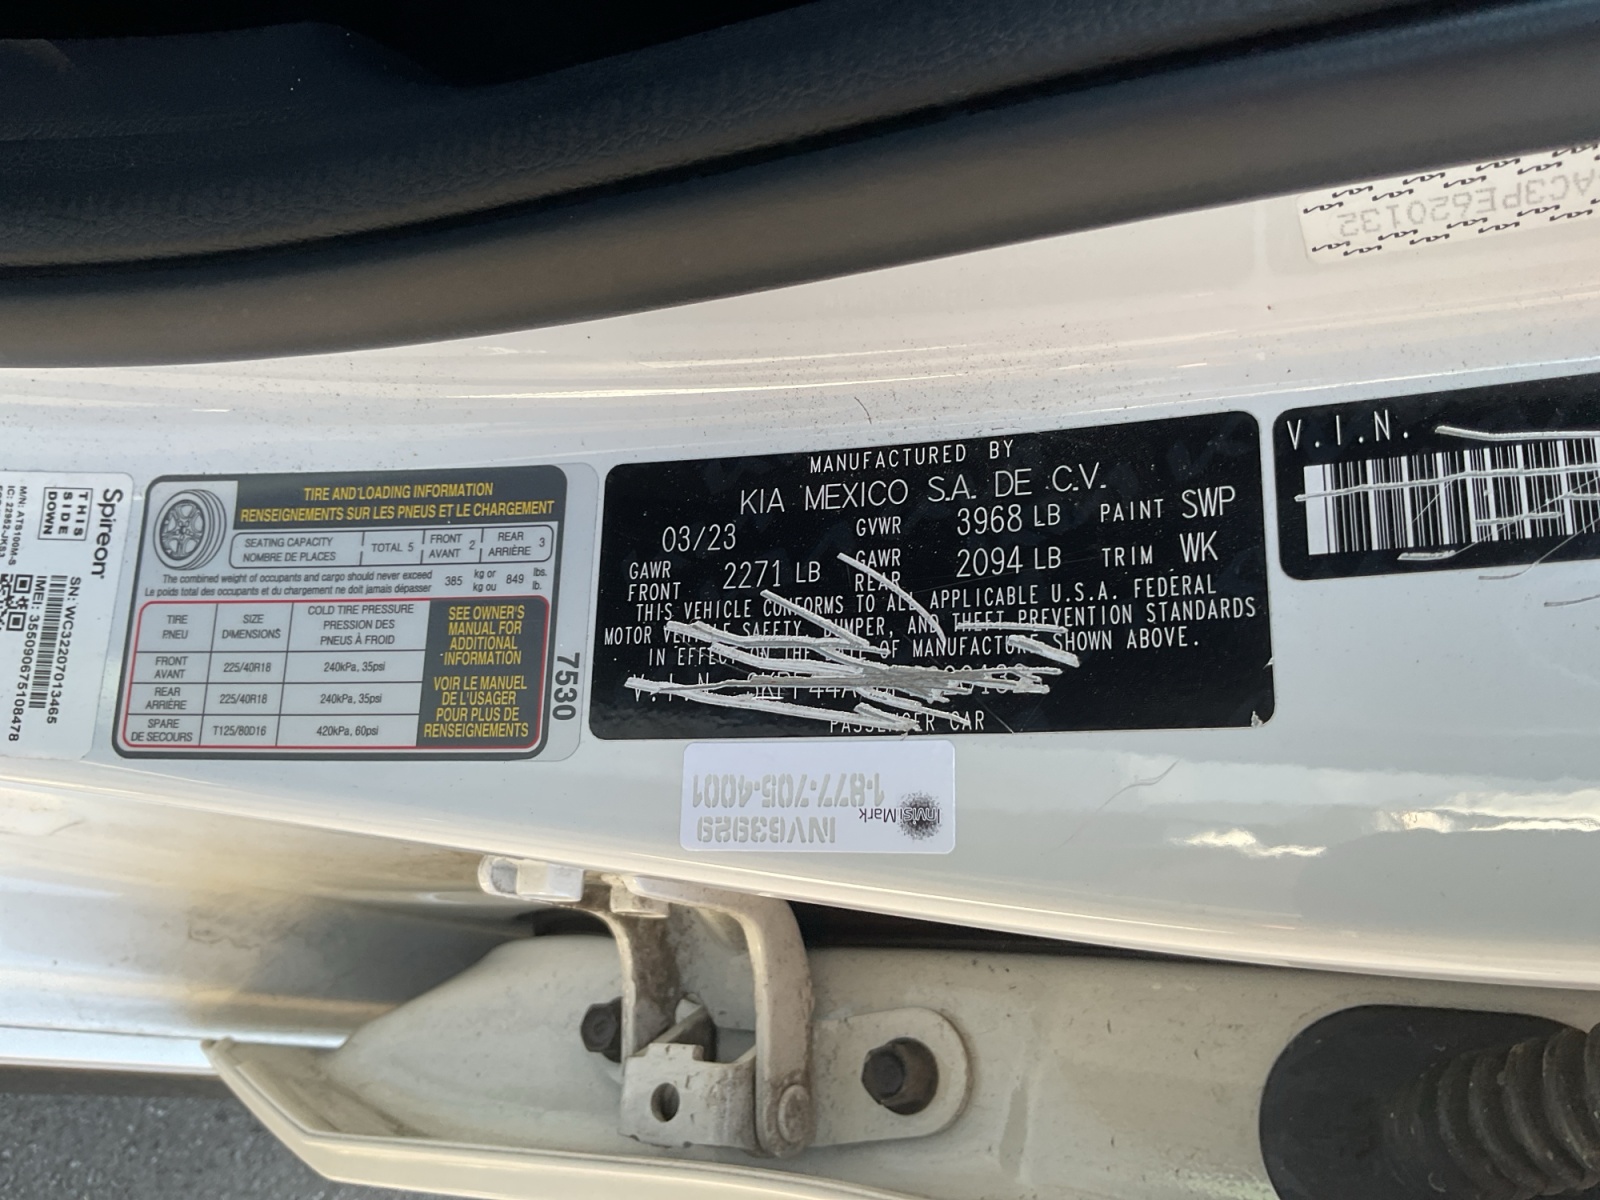 AC3PE620132
Spireon
THIS
SIDE
DOWN
M/N: ATS100M-S
SN: WC32207013465
IMEI: 355090675108478
TIRE AND LOADING INFORMATION
RENSEIGNEMENTS SUR LES PNEUS ET LE CHARGEMENT
SEATING CAPACITY
NOMBRE DE PLACES
TOTAL 5
FRONT
AVANT 2
REAR
ARRIÈRE 3
The combined weight of occupants and cargo should never exceed 385 kg or 849 lbs.
Le poids total des occupants et du chargement ne doit jamais dépasser kg ou lb.
TIRE
PNEU
SIZE
DIMENSIONS
COLD TIRE PRESSURE
PRESSION DES
PNEUS À FROID
FRONT
AVANT
225/40R18
240kPa, 35psi
REAR
ARRIÈRE
225/40R18
240kPa, 35psi
SPARE
DE SECOURS
T125/80D16
420kPa, 60psi
SEE OWNER'S
MANUAL FOR
ADDITIONAL
INFORMATION
VOIR LE MANUEL
DE L'USAGER
POUR PLUS DE
RENSEIGNEMENTS
7530
MANUFACTURED BY
KIA MEXICO S.A. DE C.V.
03/23 GVWR 3968 LB PAINT SWP
GAWR
FRONT 2271 LB GAWR
REAR 2094 LB TRIM WK
THIS VEHICLE CONFORMS TO ALL APPLICABLE U.S.A. FEDERAL
MOTOR VEHICLE SAFETY, BUMPER, AND THEFT PREVENTION STANDARDS
IN EFFECT ON THE DATE OF MANUFACTURE SHOWN ABOVE.
V.I.N.
PASSENGER CAR
V.I.N.
InvisiMark
INV63929
1-877-705-4001